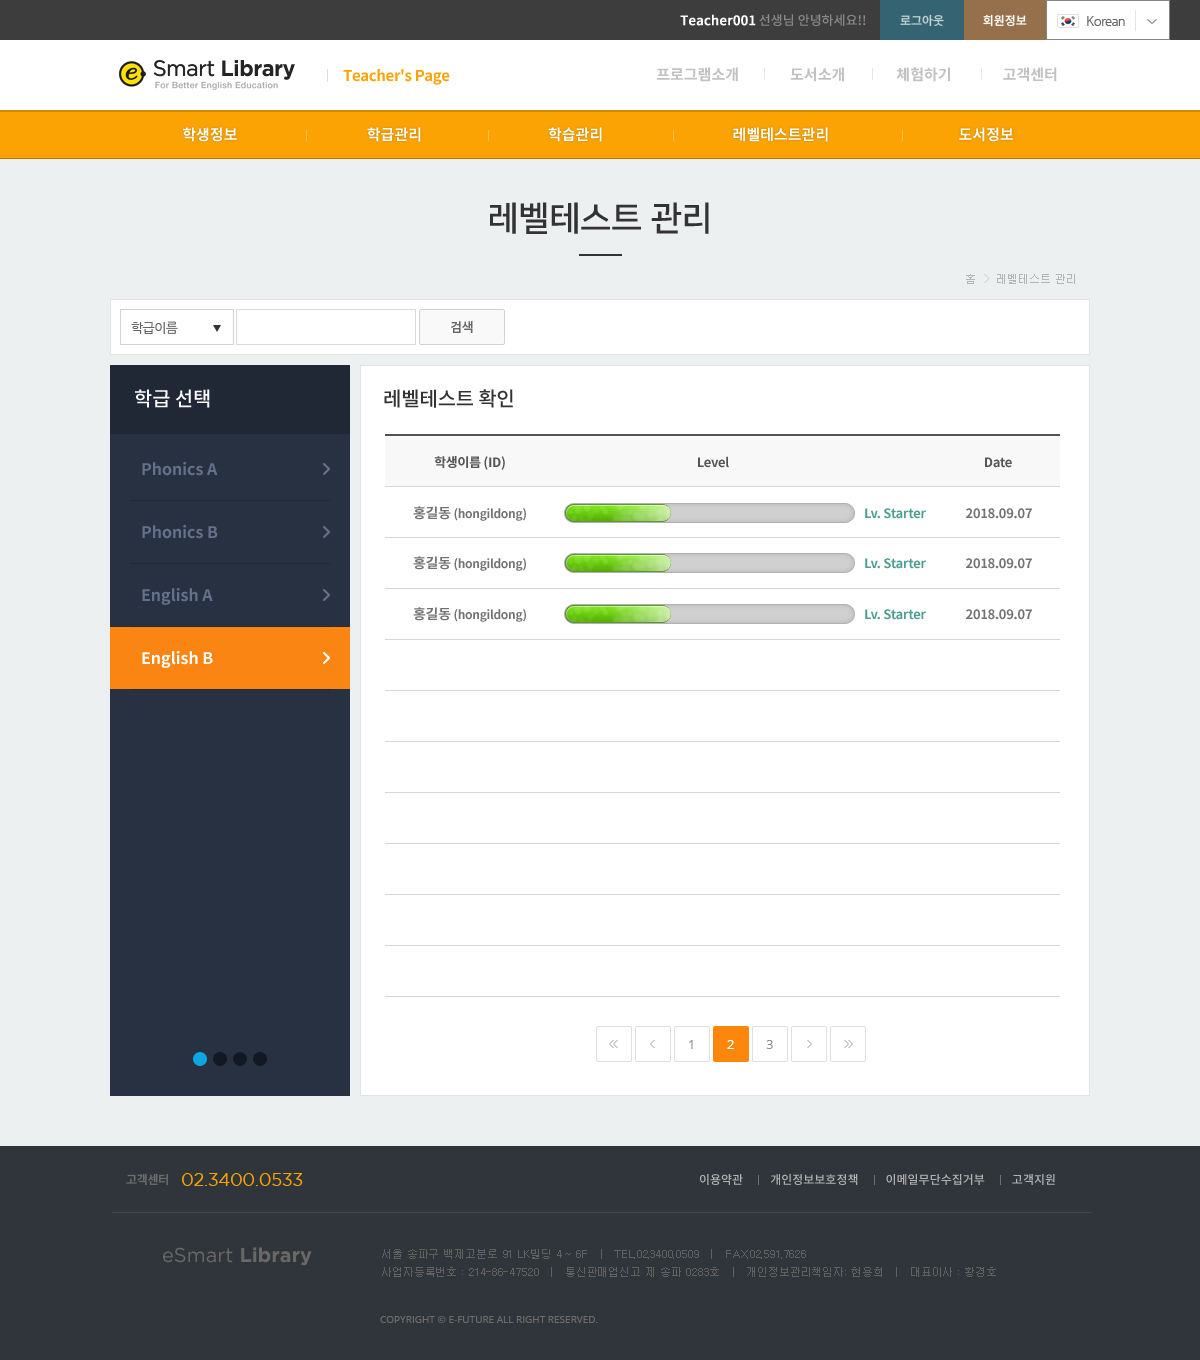 Teacher001 선생님 안녕하세요!! 로그아웃 회원정보 Korean
e Smart Library
For Better English Education
Teacher's Page
프로그램소개 도서소개 체험하기 고객센터
학생정보 학급관리 학습관리 레벨테스트관리 도서정보
레벨테스트 관리
홈 > 레벨테스트 관리
학급이름 ▼ 검색
학급 선택
Phonics A
Phonics B
English A
English B
레벨테스트 확인
학생이름 (ID) Level Date
홍길동 (hongildong) Lv. Starter 2018.09.07
홍길동 (hongildong) Lv. Starter 2018.09.07
홍길동 (hongildong) Lv. Starter 2018.09.07
« < 1 2 3 > »
고객센터 02.3400.0533
이용약관 | 개인정보보호정책 | 이메일무단수집거부 | 고객지원
eSmart Library
서울 송파구 백제고분로 91 LK빌딩 4 ~ 6F | TEL.02.3400.0509 | FAX.02.591.7626
사업자등록번호 : 214-86-47520 | 통신판매업신고 제 송파 0283호 | 개인정보관리책임자: 현용희 | 대표이사 : 황경호
COPYRIGHT © E-FUTURE ALL RIGHT RESERVED.